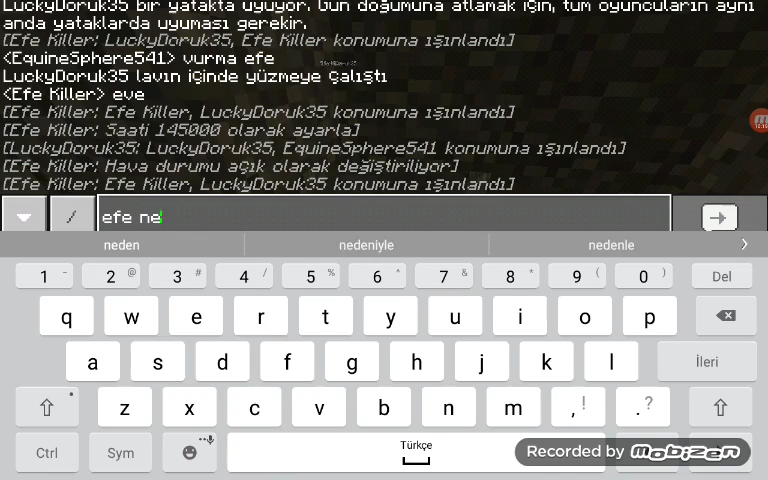 LuckyDoruk35 bir yatakta uyuyor. Gün doğumuna atlamak için, tüm oyuncuların aynı
anda yataklarda uyuması gerekir.
[Efe Killer: LuckyDoruk35, Efe Killer konumuna ışınlandı]
<EquineSphere541> vurma efe
LuckyDoruk35 lavın içinde yüzmeye çalıştı
<Efe Killer> eve
[Efe Killer: Efe Killer, LuckyDoruk35 konumuna ışınlandı]
[Efe Killer: Saati 145000 olarak ayarla]
[LuckyDoruk35: LuckyDoruk35, EquineSphere541 konumuna ışınlandı]
[Efe Killer: Hava durumu açık olarak değiştiriliyor]
[Efe Killer: Efe Killer, LuckyDoruk35 konumuna ışınlandı]
/ efe ne
neden nedeniyle nedenle >
1 - 2 @ 3 # 4 / 5 % 6 ^ 7 & 8 * 9 ( 0 ) Del
q w e r t y u i o p
a s d f g h j k l İleri
z x c v b n m , ! . ?
Ctrl Sym Türkçe
Recorded by mobizen